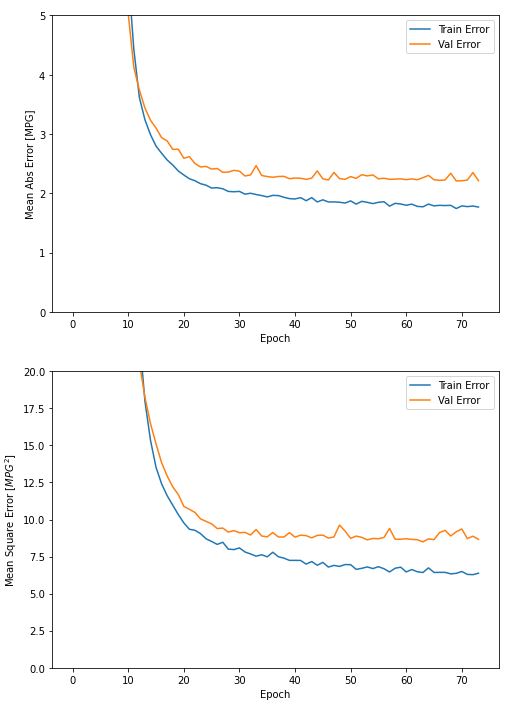 5
4
3
2
1
0
Mean Abs Error [MPG]
Train Error
Val Error
0 10 20 30 40 50 60 70
Epoch
20.0
17.5
15.0
12.5
10.0
7.5
5.0
2.5
0.0
Mean Square Error [MPG²]
Train Error
Val Error
0 10 20 30 40 50 60 70
Epoch